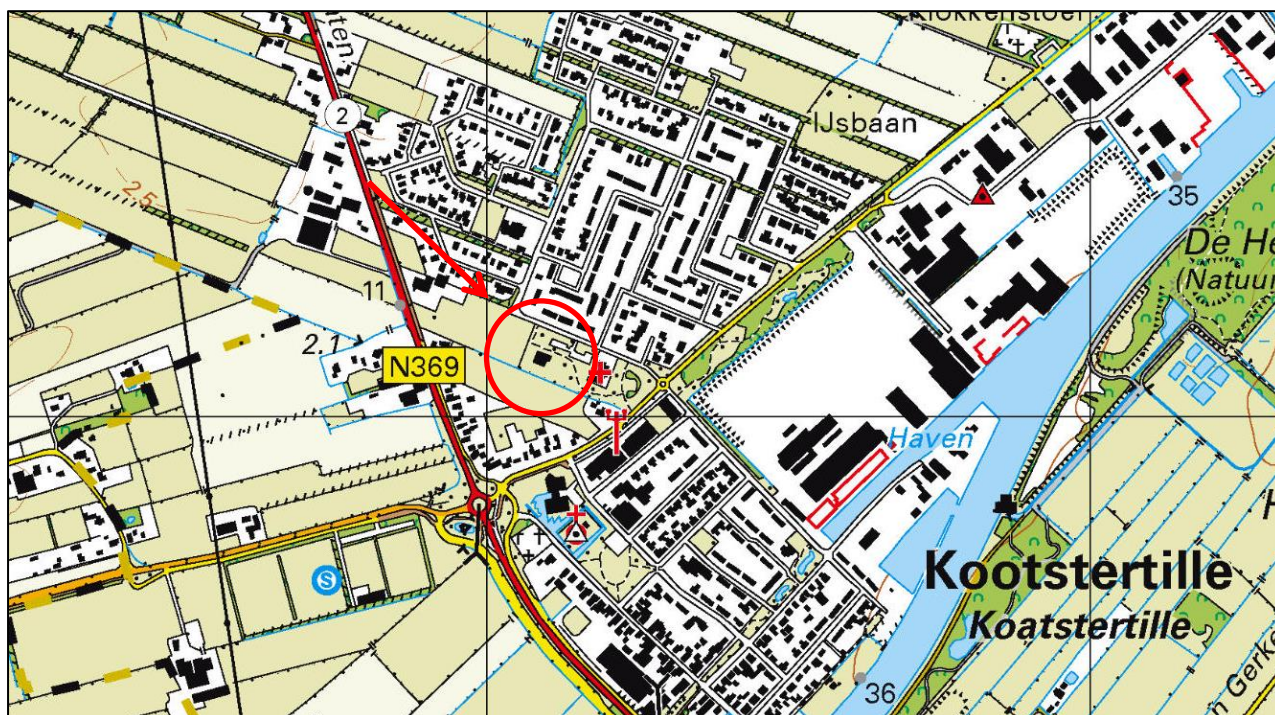 Klokkenstoel
2
IJsbaan
35
2.5
De He
(Natuur
11
2.1
N369
Haven
S
Kootstertille
Koatstertille
36
n Gerke